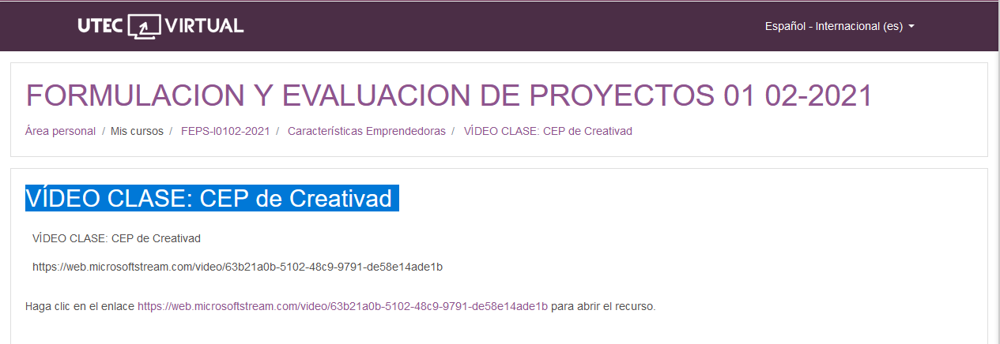 UTEC VIRTUAL
Español - Internacional (es)
FORMULACION Y EVALUACION DE PROYECTOS 01 02-2021
Área personal / Mis cursos / FEPS-I0102-2021 / Características Emprendedoras / VÍDEO CLASE: CEP de Creativad
VÍDEO CLASE: CEP de Creativad
VÍDEO CLASE: CEP de Creativad
https://web.microsoftstream.com/video/63b21a0b-5102-48c9-9791-de58e14ade1b
Haga clic en el enlace https://web.microsoftstream.com/video/63b21a0b-5102-48c9-9791-de58e14ade1b para abrir el recurso.